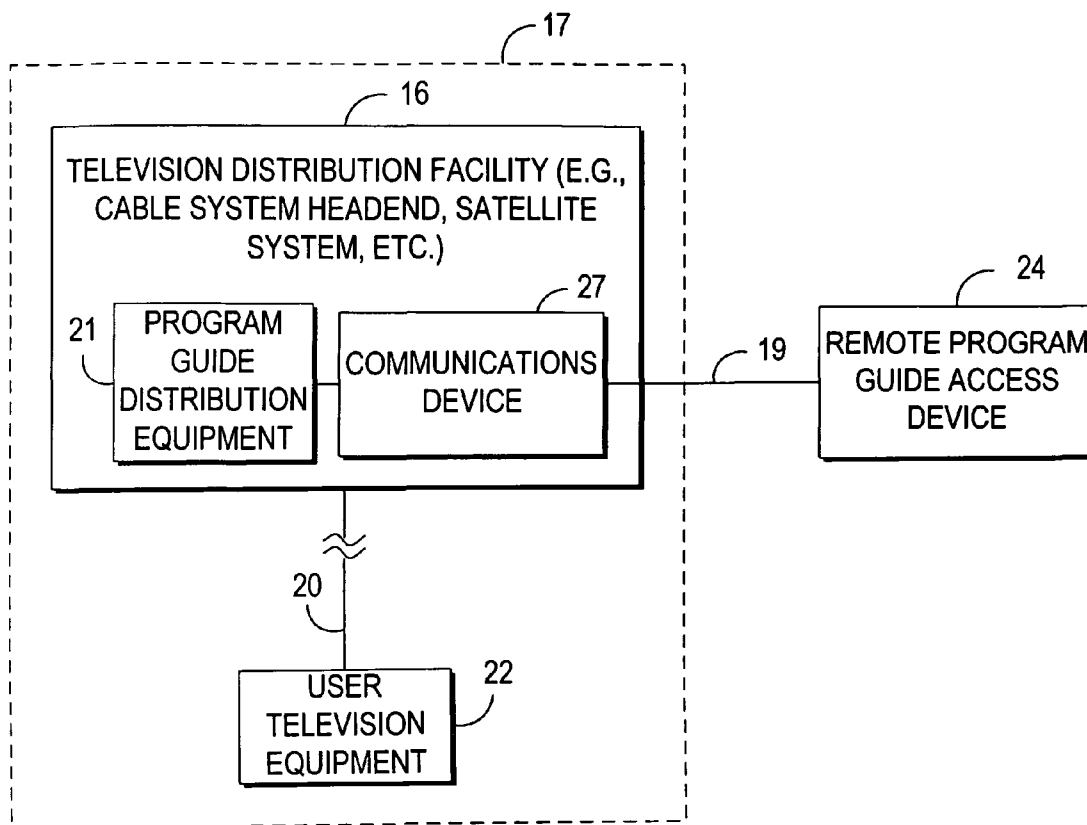 17
16
TELEVISION DISTRIBUTION FACILITY (E.G.,
CABLE SYSTEM HEADEND, SATELLITE
SYSTEM, ETC.)
21
PROGRAM
GUIDE
DISTRIBUTION
EQUIPMENT
27
COMMUNICATIONS
DEVICE
19
24
REMOTE PROGRAM
GUIDE ACCESS
DEVICE
20
USER
TELEVISION
EQUIPMENT
22